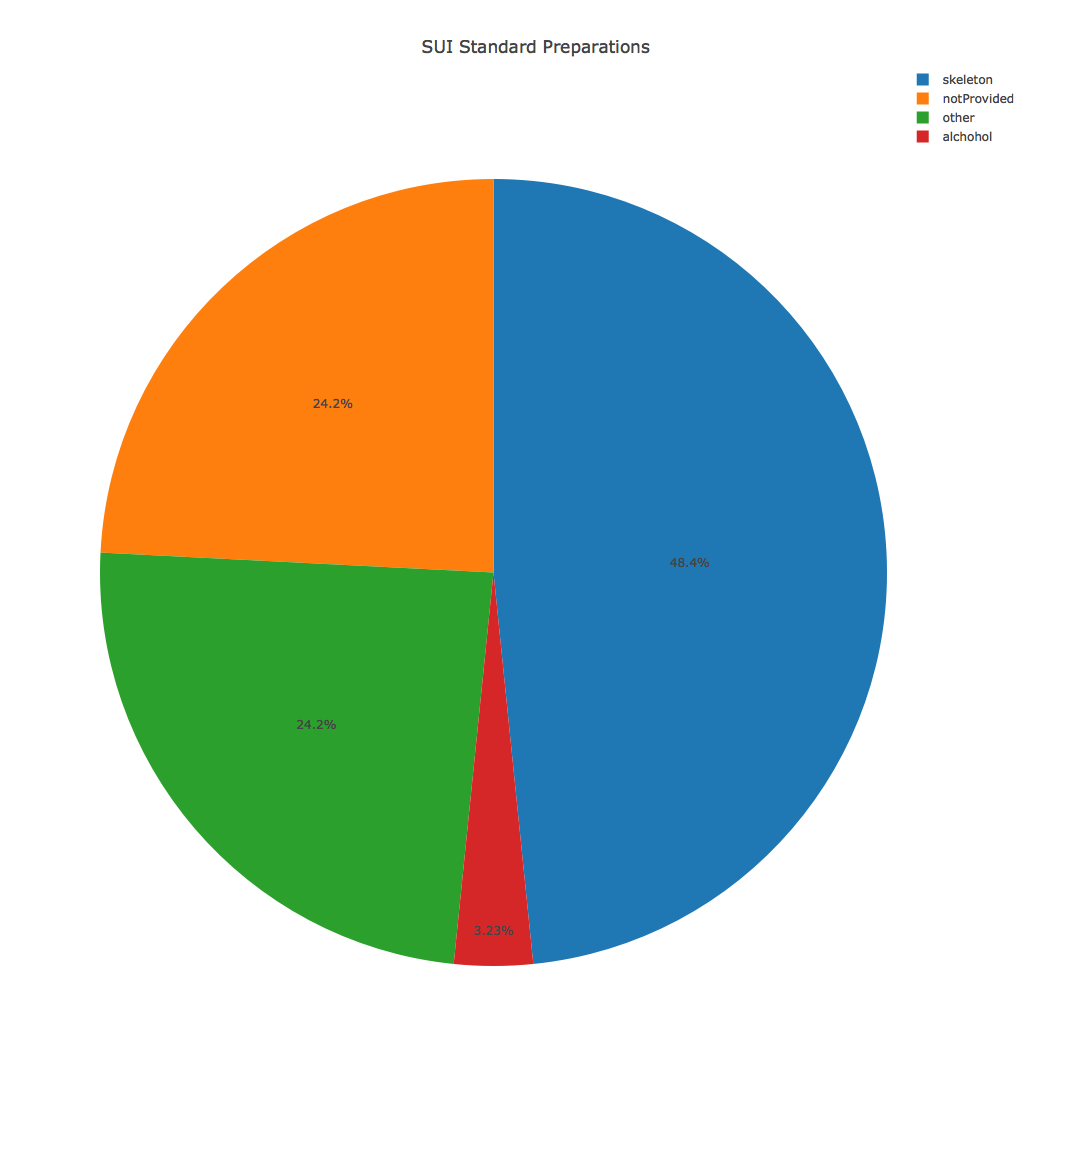 SUI Standard Preparations
skeleton
notProvided
other
alchohol
24.2%
48.4%
24.2%
3.23%